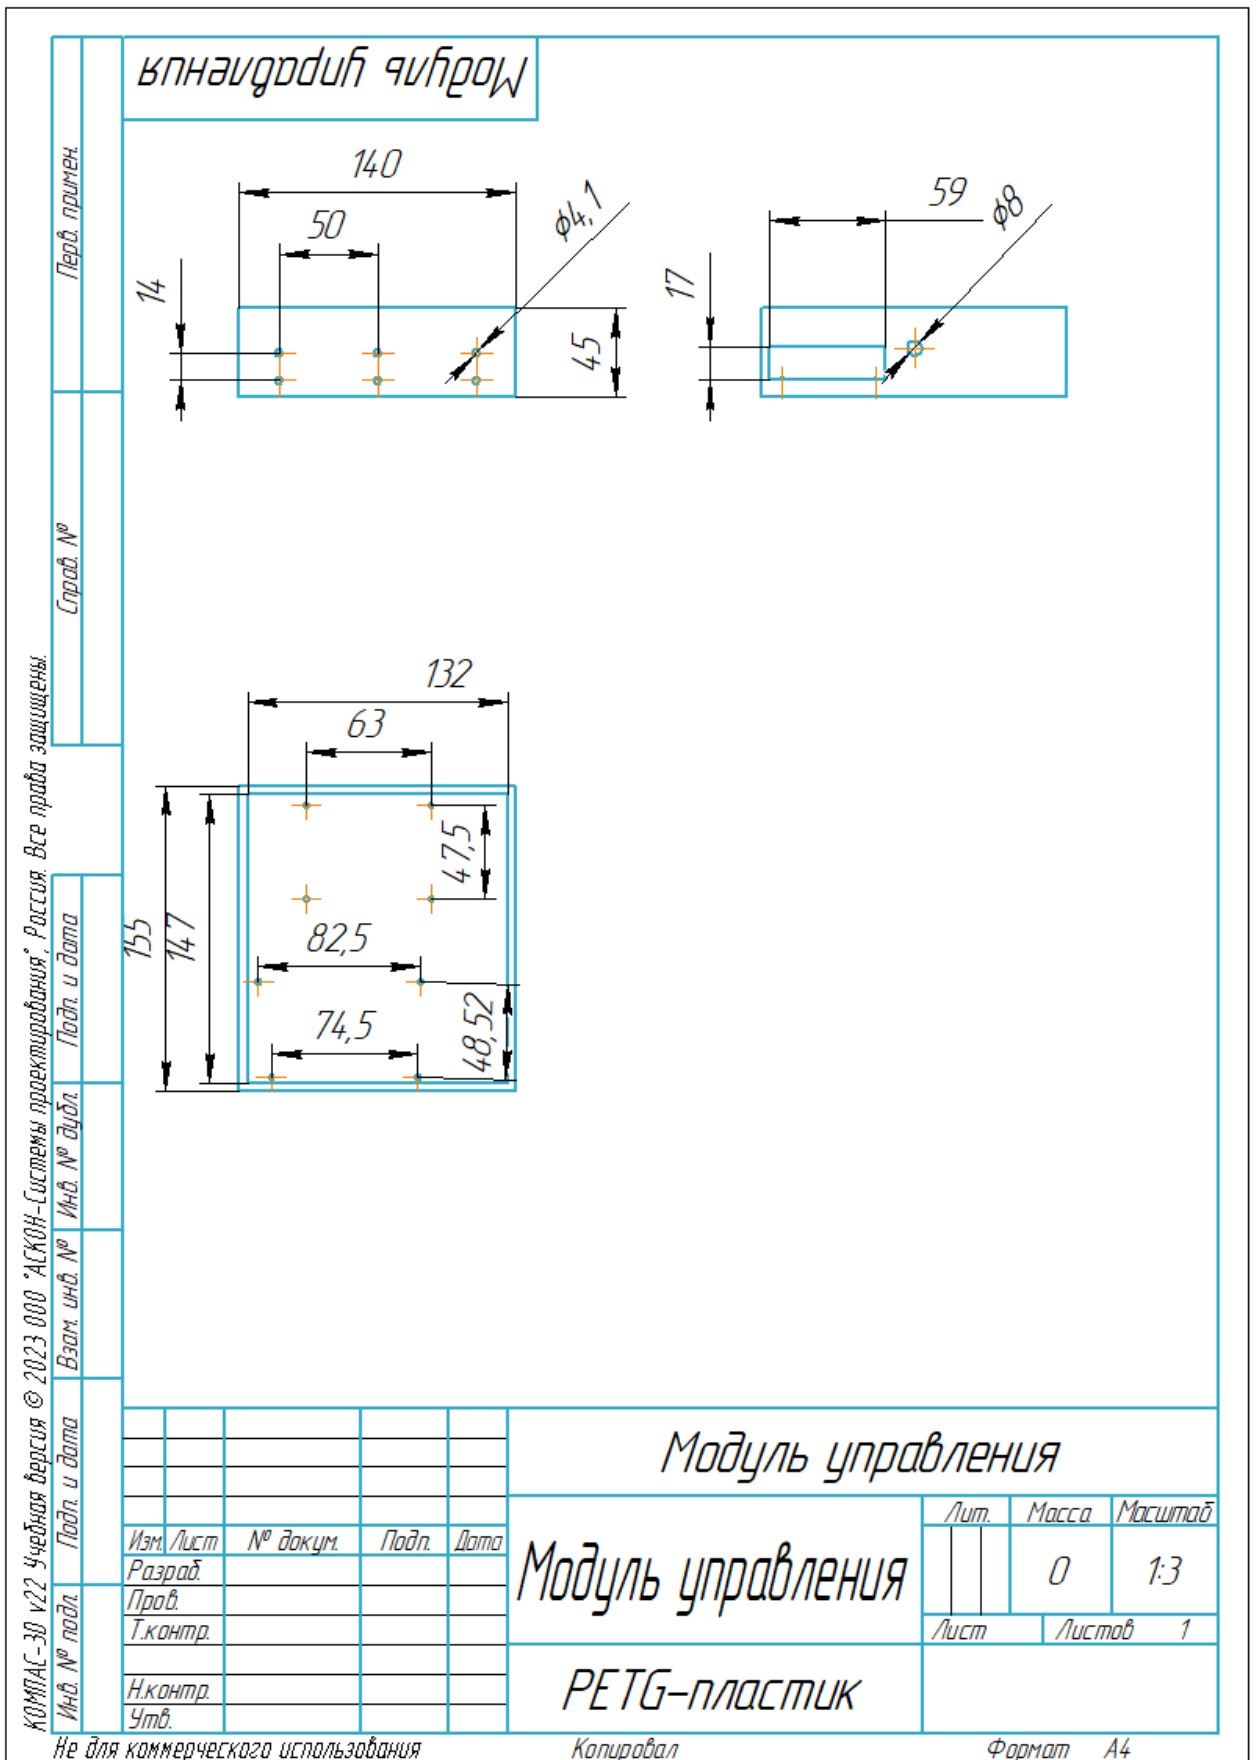 Модуль управления
140
50
14
ϕ4,1
45
59
17
ϕ8
132
63
47,5
155
147
82,5
74,5
48,52
Перв. примен.
Справ. №
Подп. и дата
Инв. № дубл.
Взам. инв. №
Подп. и дата
Инв. № подл.
КОМПАС-3D v22 Учебная версия © 2023 ООО "АСКОН-Системы проектирования", Россия. Все права защищены.
Модуль управления
Изм. Лист № докум. Подп. Дата
Разраб.
Пров.
Т.контр.
Н.контр.
Утв.
Модуль управления
Лит. Масса Масштаб
0 1:3
Лист Листов 1
PETG-пластик
Не для коммерческого использования Копировал Формат A4